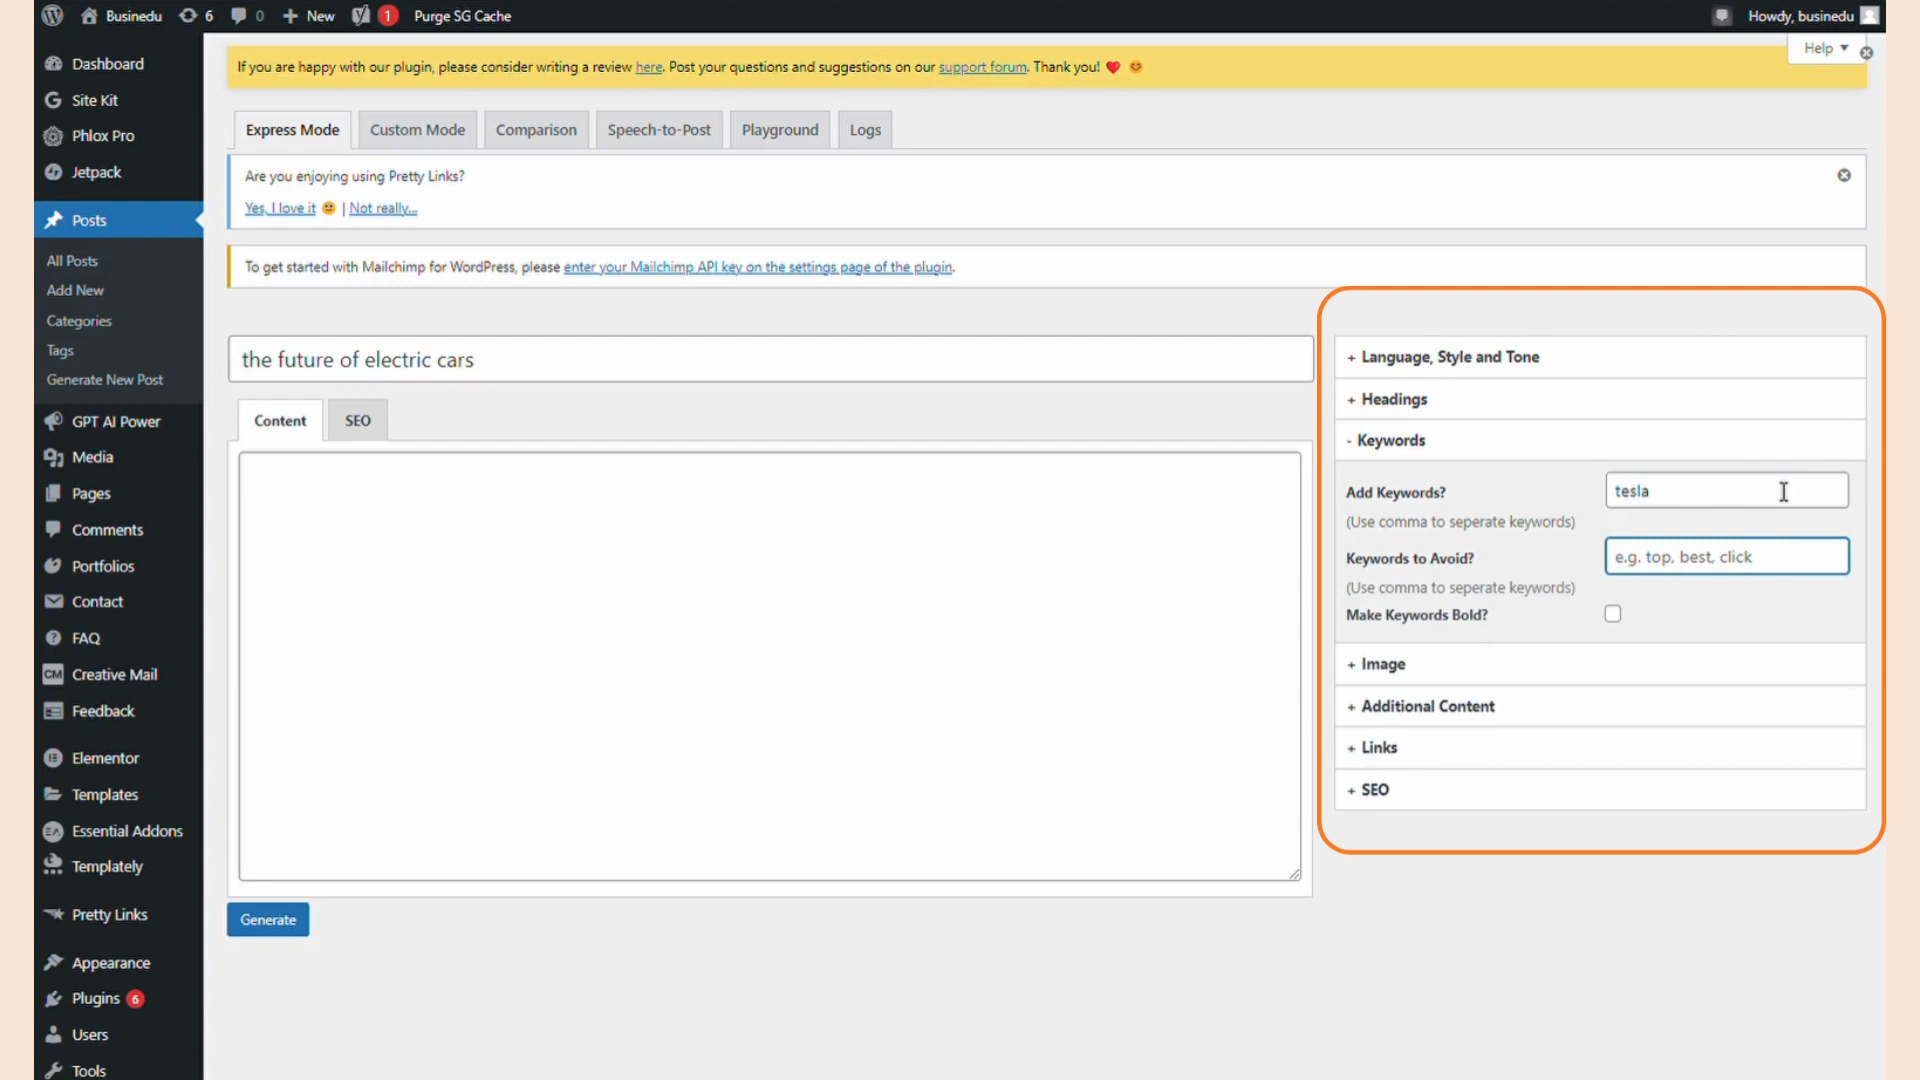 Businedu 6 0 New 1 Purge SG Cache Howdy, businedu
Help
Dashboard
Site Kit
Phlox Pro
Jetpack
Posts
All Posts
Add New
Categories
Tags
Generate New Post
GPT AI Power
Media
Pages
Comments
Portfolios
Contact
FAQ
CM Creative Mail
Feedback
Elementor
Templates
EA Essential Addons
Templately
Pretty Links
Appearance
Plugins 6
Users
Tools
If you are happy with our plugin, please consider writing a review here. Post your questions and suggestions on our support forum. Thank you!
Express Mode Custom Mode Comparison Speech-to-Post Playground Logs
Are you enjoying using Pretty Links?
Yes, I love it | Not really...
To get started with Mailchimp for WordPress, please enter your Mailchimp API key on the settings page of the plugin.
the future of electric cars
Content SEO
Generate
+ Language, Style and Tone
+ Headings
- Keywords
Add Keywords? tesla
(Use comma to seperate keywords)
Keywords to Avoid? e.g. top, best, click
(Use comma to seperate keywords)
Make Keywords Bold?
+ Image
+ Additional Content
+ Links
+ SEO